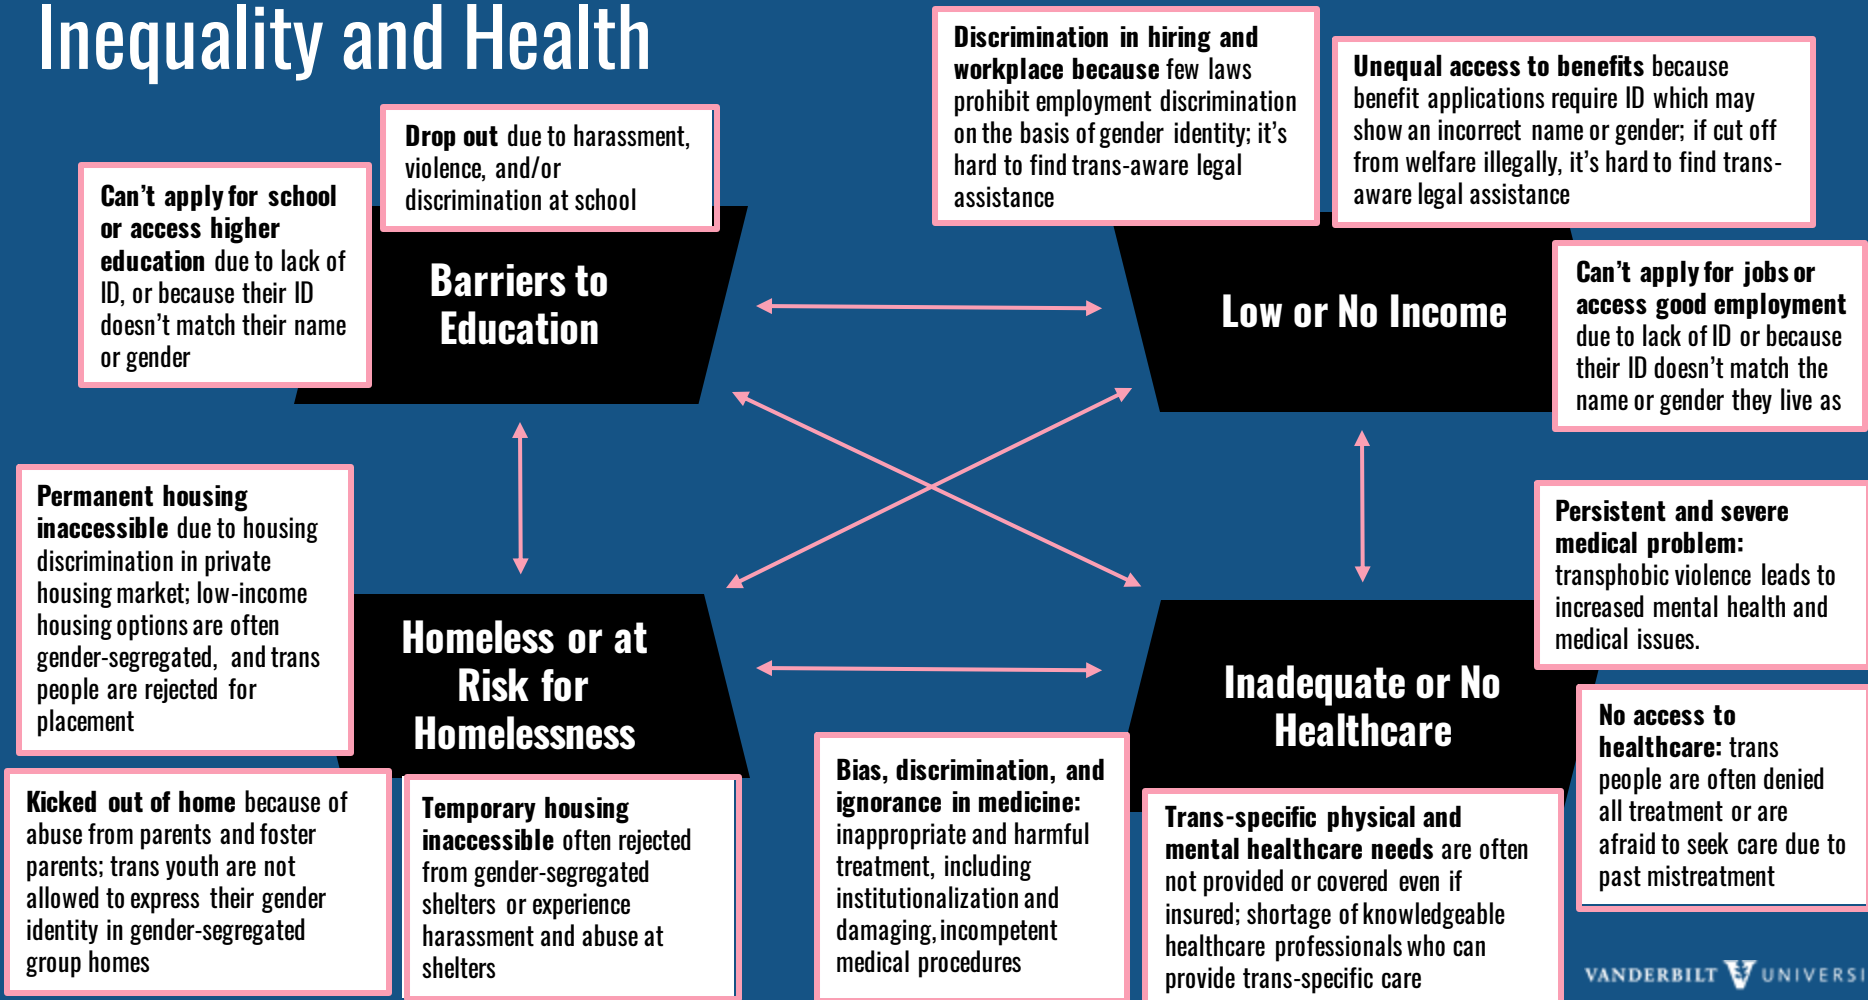 Inequality and Health
Drop out due to harassment,
violence, and/or
discrimination at school
Can't apply for school
or access higher
education due to lack of
ID, or because their ID
doesn't match their name
or gender
Barriers to
Education
Discrimination in hiring and
workplace because few laws
prohibit employment discrimination
on the basis of gender identity; it's
hard to find trans-aware legal
assistance
Unequal access to benefits because
benefit applications require ID which may
show an incorrect name or gender; if cut off
from welfare illegally, it's hard to find trans-
aware legal assistance
Low or No Income
Can't apply for jobs or
access good employment
due to lack of ID or because
their ID doesn't match the
name or gender they live as
Permanent housing
inaccessible due to housing
discrimination in private
housing market; low-income
housing options are often
gender-segregated, and trans
people are rejected for
placement
Homeless or at
Risk for
Homelessness
Kicked out of home because of
abuse from parents and foster
parents; trans youth are not
allowed to express their gender
identity in gender-segregated
group homes
Temporary housing
inaccessible often rejected
from gender-segregated
shelters or experience
harassment and abuse at
shelters
Persistent and severe
medical problem:
transphobic violence leads to
increased mental health and
medical issues.
Inadequate or No
Healthcare
No access to
healthcare: trans
people are often denied
all treatment or are
afraid to seek care due to
past mistreatment
Bias, discrimination, and
ignorance in medicine:
inappropriate and harmful
treatment, including
institutionalization and
damaging, incompetent
medical procedures
Trans-specific physical and
mental healthcare needs are often
not provided or covered even if
insured; shortage of knowledgeable
healthcare professionals who can
provide trans-specific care
VANDERBILT V UNIVERSI